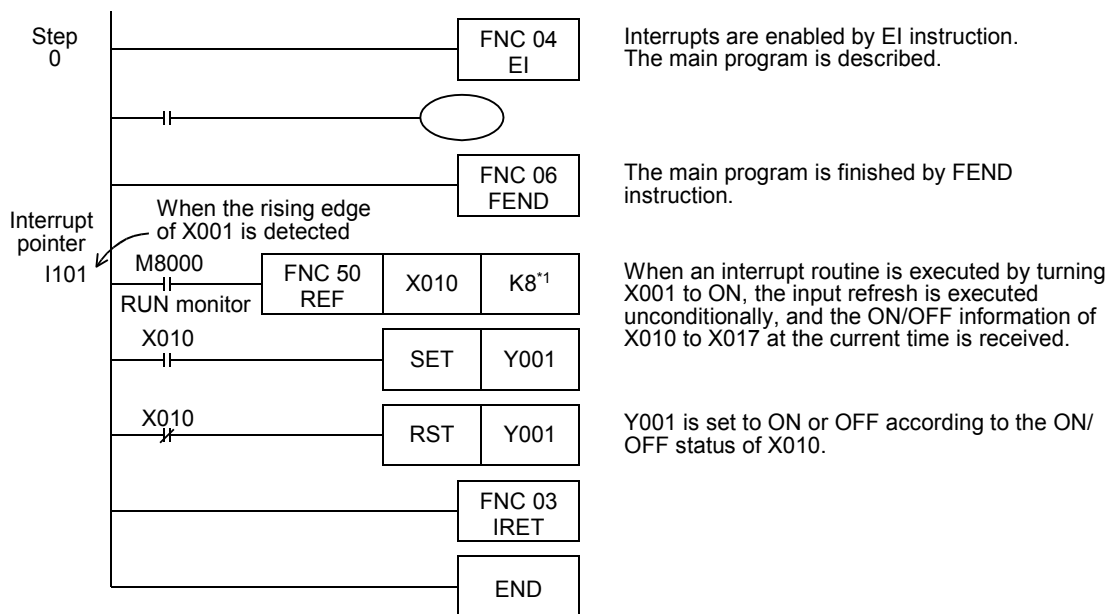 Step
0
FNC 04
EI
Interrupts are enabled by EI instruction.
The main program is described.
FNC 06
FEND
The main program is finished by FEND
instruction.
Interrupt
pointer
I101
When the rising edge
of X001 is detected
M8000
RUN monitor
FNC 50
REF
X010
K8*1
When an interrupt routine is executed by turning
X001 to ON, the input refresh is executed
unconditionally, and the ON/OFF information of
X010 to X017 at the current time is received.
X010
SET
Y001
X010
RST
Y001
Y001 is set to ON or OFF according to the ON/
OFF status of X010.
FNC 03
IRET
END